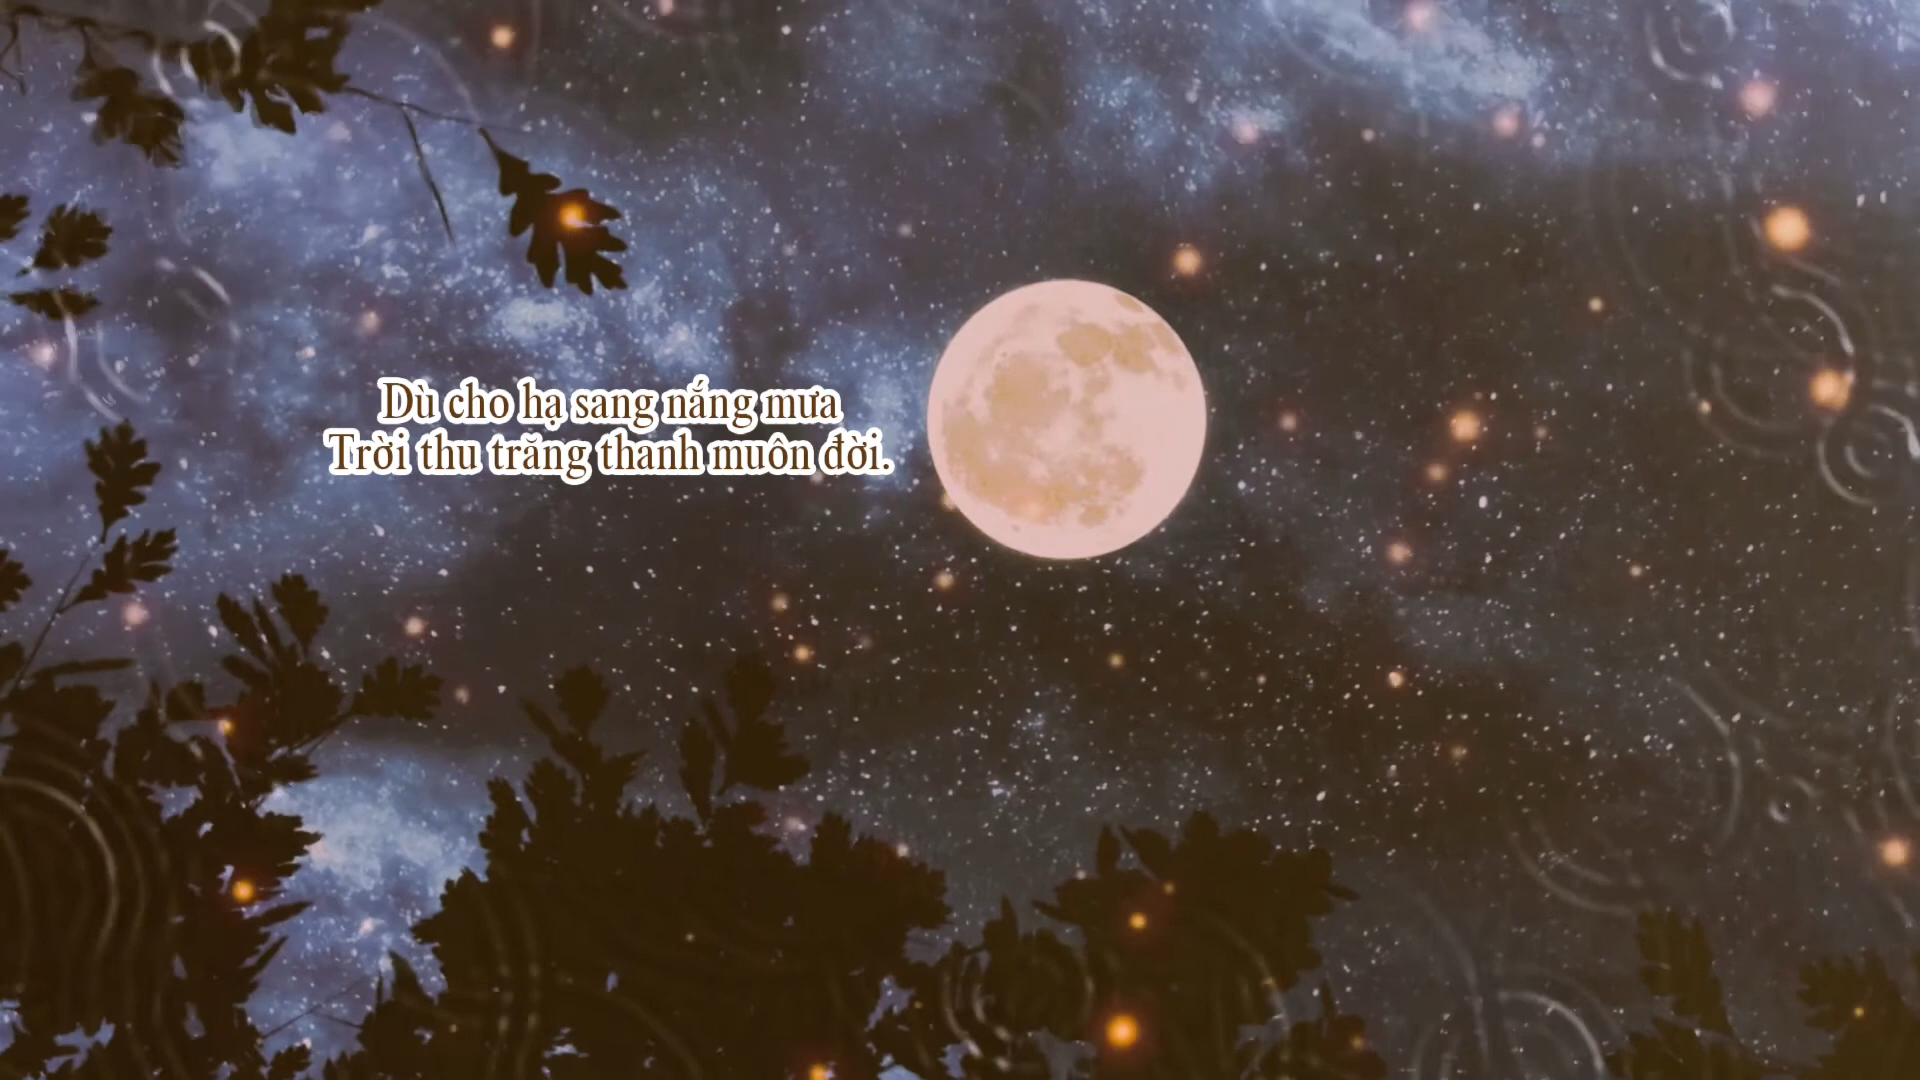 Dù cho hạ sang nắng mưa
Trời thu trăng thanh muôn đời.